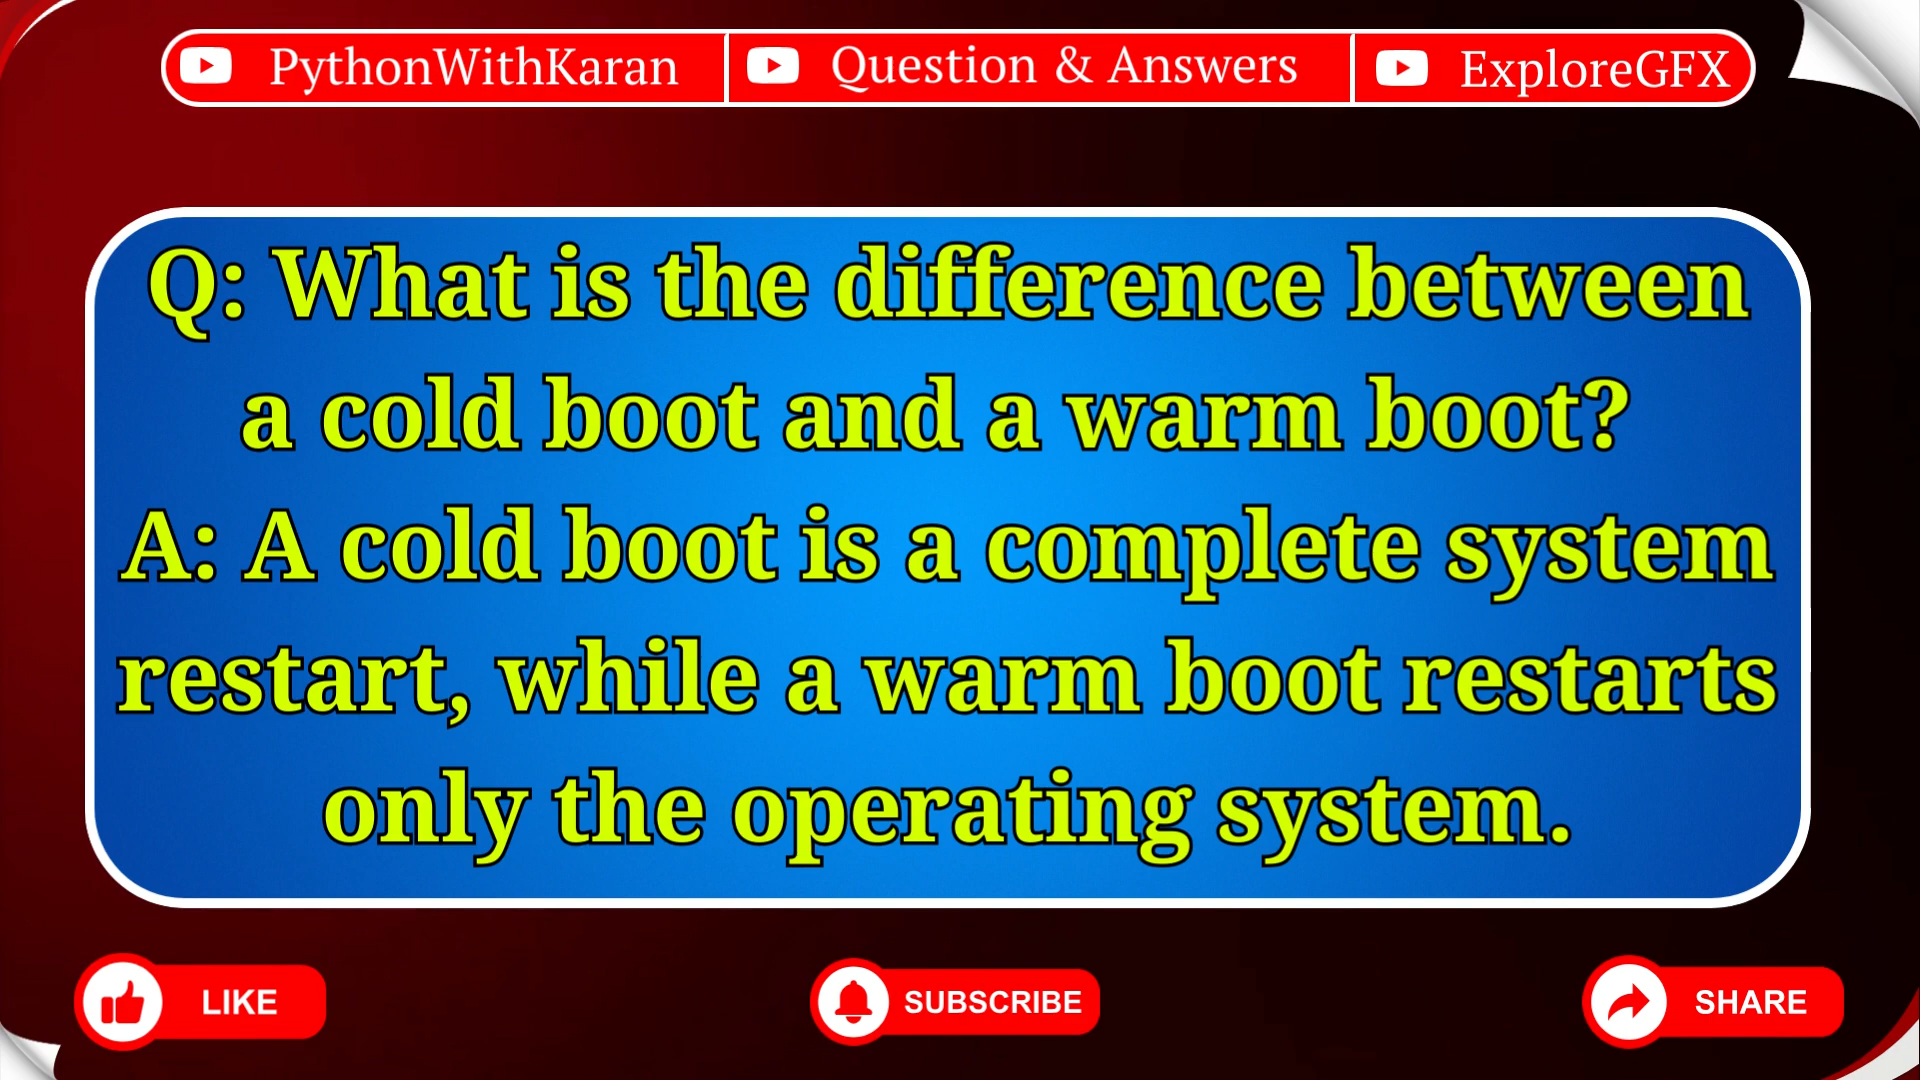 PythonWithKaran
Question & Answers
ExploreGFX
Q: What is the difference between
a cold boot and a warm boot?
A: A cold boot is a complete system
restart, while a warm boot restarts
only the operating system.
LIKE
SUBSCRIBE
SHARE